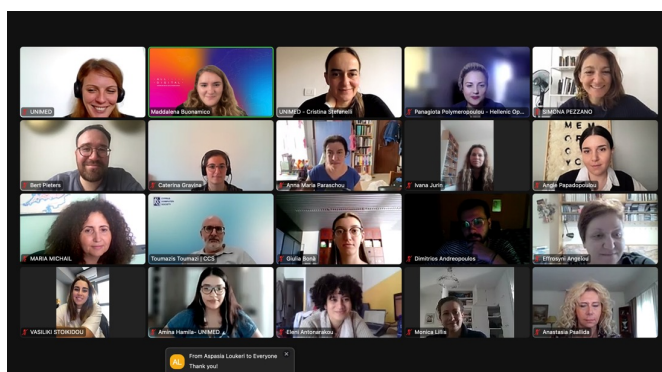 UNIMED
Maddalena Buonamico
UNIMED - Cristina Stefanelli
Panagiota Polymeropoulou - Hellenic Op...
SIMONA PEZZANO
Bert Pieters
Caterina Gravina
Anna Maria Paraschou
Ivana Jurin
Angie Papadopoulou
MARIA MICHAIL
Toumazis Toumazi | CCS
Giulia Bona
Dimitrios Andreopoulos
Effrosyni Angelou
VASILIKI STOIKIDOU
Amina Hamila- UNIMED
Eleni Antonarakou
Monica Lillis
Anastasia Psallida
AL
From Aspasia Loukeri to Everyone
Thank you!